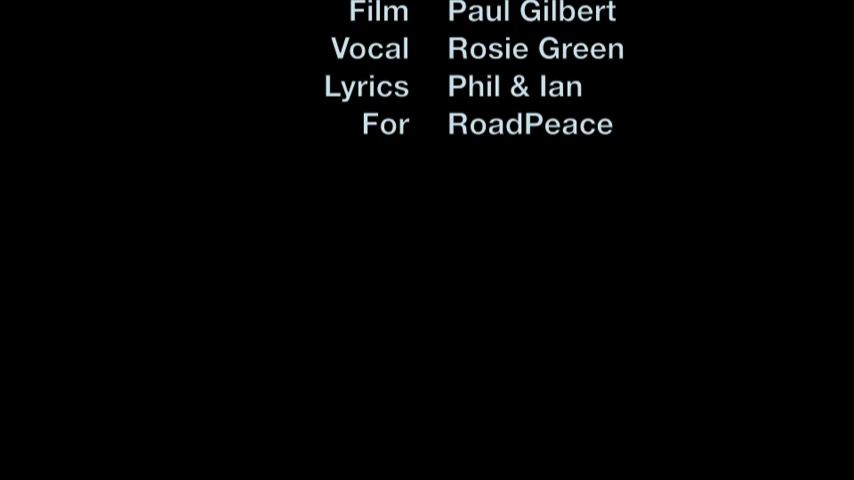 Film Paul Gilbert
Vocal Rosie Green
Lyrics Phil & Ian
For RoadPeace